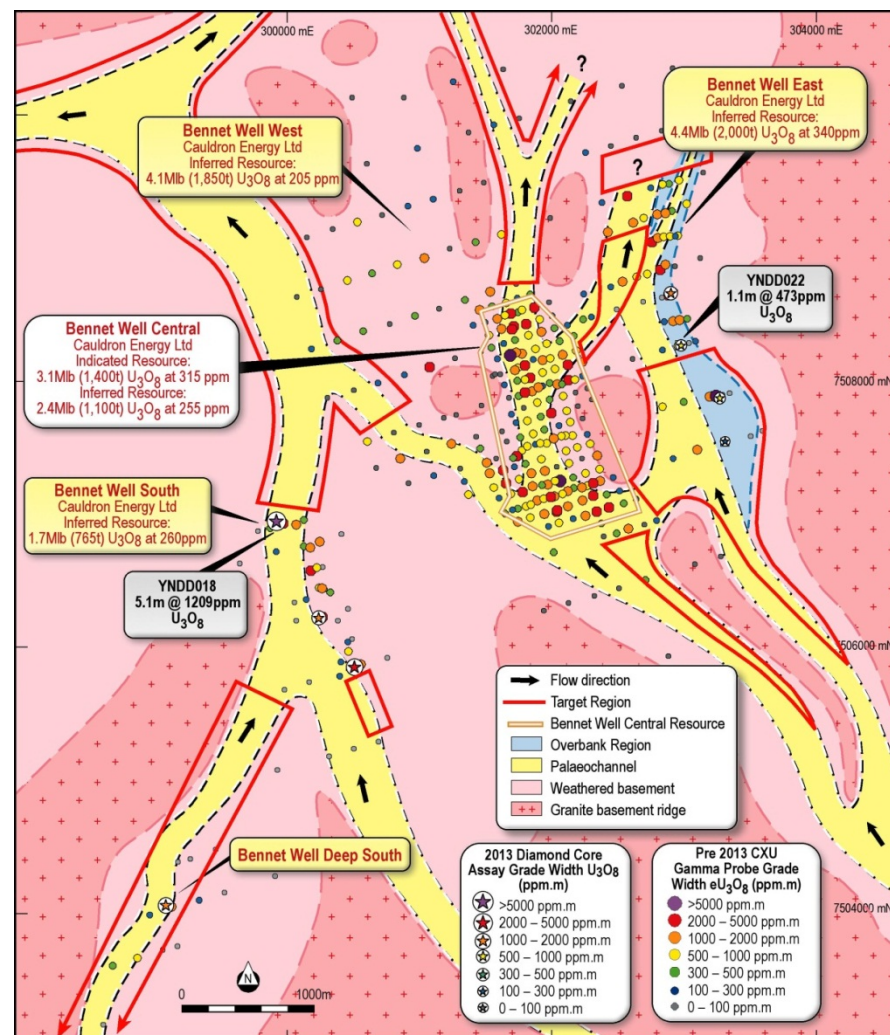 300000 mE
302000 mE
304000 mE
?
Bennet Well East
Cauldron Energy Ltd
Inferred Resource:
4.4Mlb (2,000t) U₃O₈ at 340ppm
Bennet Well West
Cauldron Energy Ltd
Inferred Resource:
4.1Mlb (1,850t) U₃O₈ at 205 ppm
?
YNDD022
1.1m @ 473ppm
U₃O₈
Bennet Well Central
Cauldron Energy Ltd
Indicated Resource:
3.1Mlb (1,400t) U₃O₈ at 315 ppm
Inferred Resource:
2.4Mlb (1,100t) U₃O₈ at 255 ppm
7508000 mN
Bennet Well South
Cauldron Energy Ltd
Inferred Resource:
1.7Mlb (765t) U₃O₈ at 260ppm
YNDD018
5.1m @ 1209ppm
U₃O₈
7506000 mN
Flow direction
Target Region
Bennet Well Central Resource
Overbank Region
Palaeochannel
Weathered basement
Granite basement ridge
Bennet Well Deep South
2013 Diamond Core
Assay Grade Width U₃O₈
(ppm.m)
>5000 ppm.m
2000 – 5000 ppm.m
1000 – 2000 ppm.m
500 – 1000 ppm.m
300 – 500 ppm.m
100 – 300 ppm.m
0 – 100 ppm.m
Pre 2013 CXU
Gamma Probe Grade
Width eU₃O₈ (ppm.m)
>5000 ppm.m
2000 – 5000 ppm.m
1000 – 2000 ppm.m
500 – 1000 ppm.m
300 – 500 ppm.m
100 – 300 ppm.m
0 – 100 ppm.m
7504000 mN
N
0
1000m